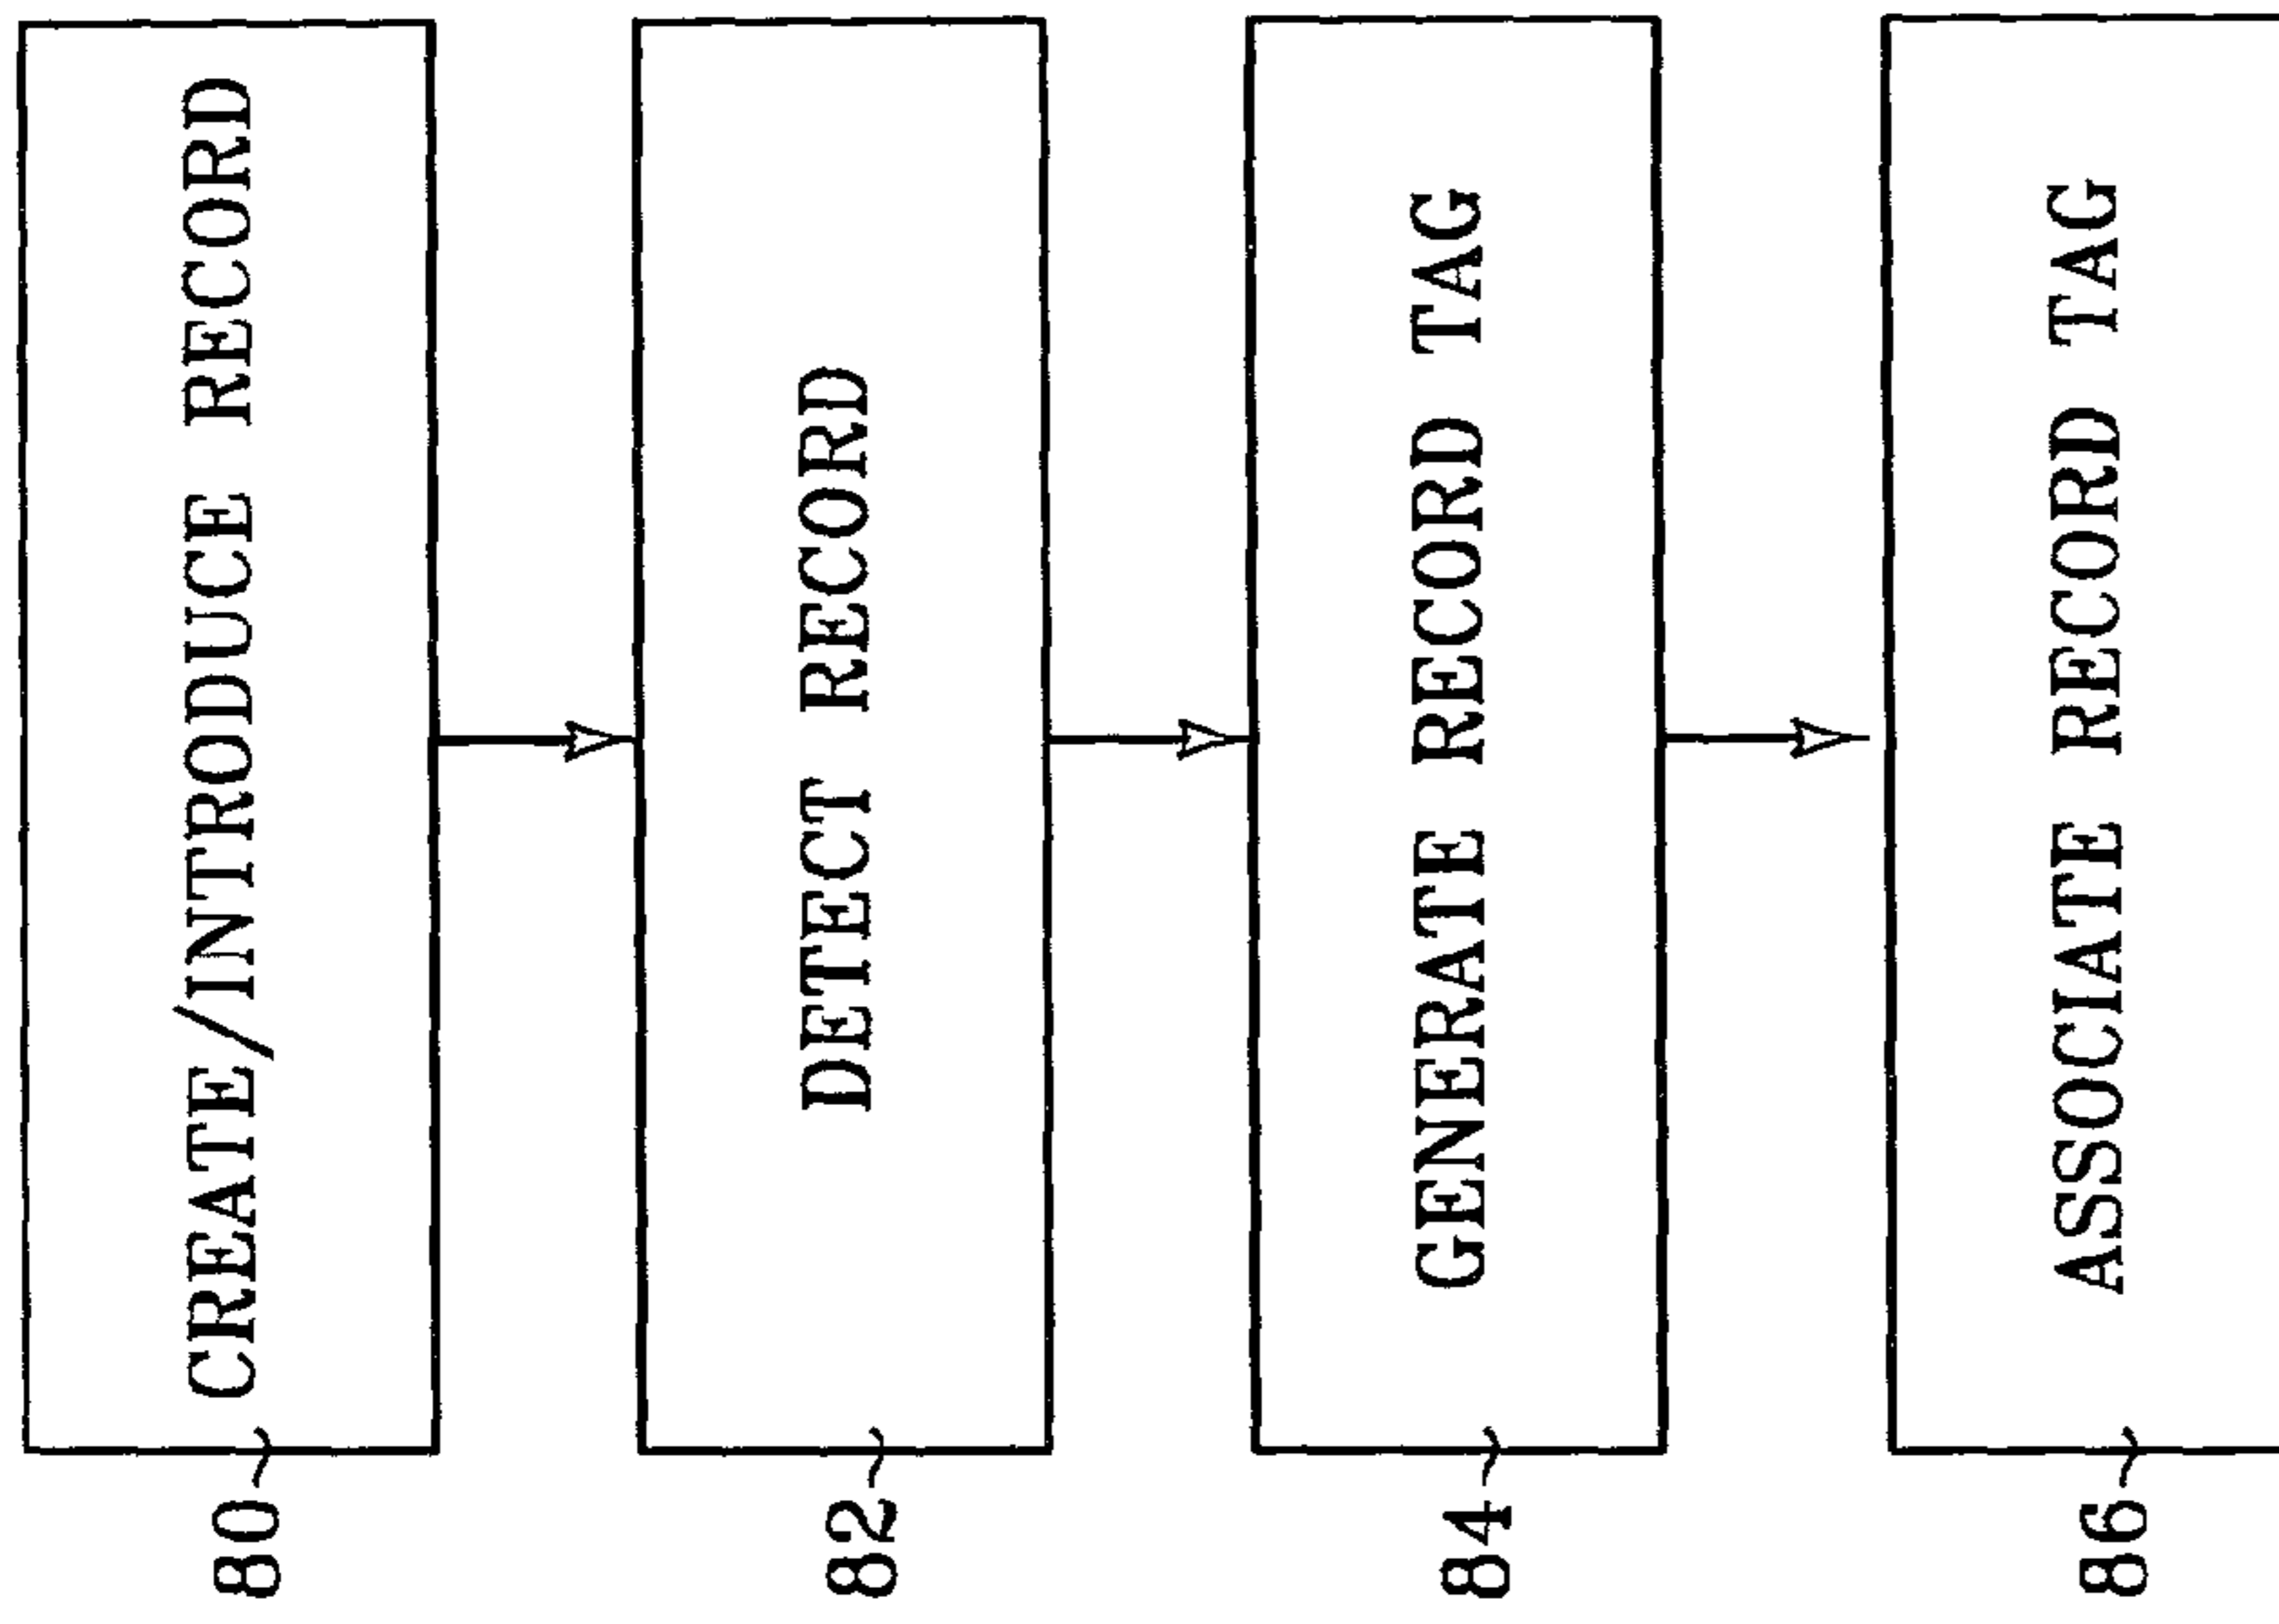 80 CREATE/INTRODUCE RECORD
82 DETECT RECORD
84 GENERATE RECORD TAG
86 ASSOCIATE RECORD TAG